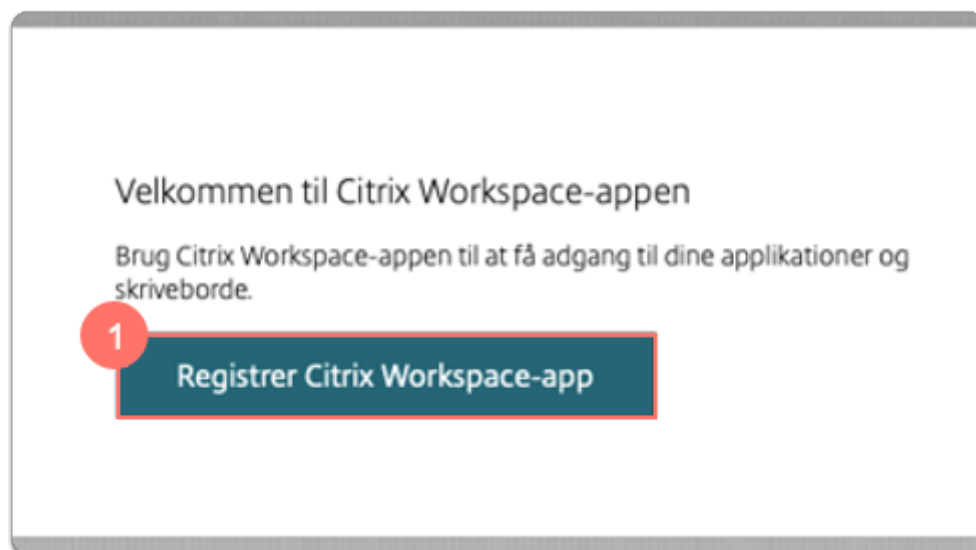 Velkommen til Citrix Workspace-appen
Brug Citrix Workspace-appen til at få adgang til dine applikationer og
skriveborde.
1
Registrer Citrix Workspace-app